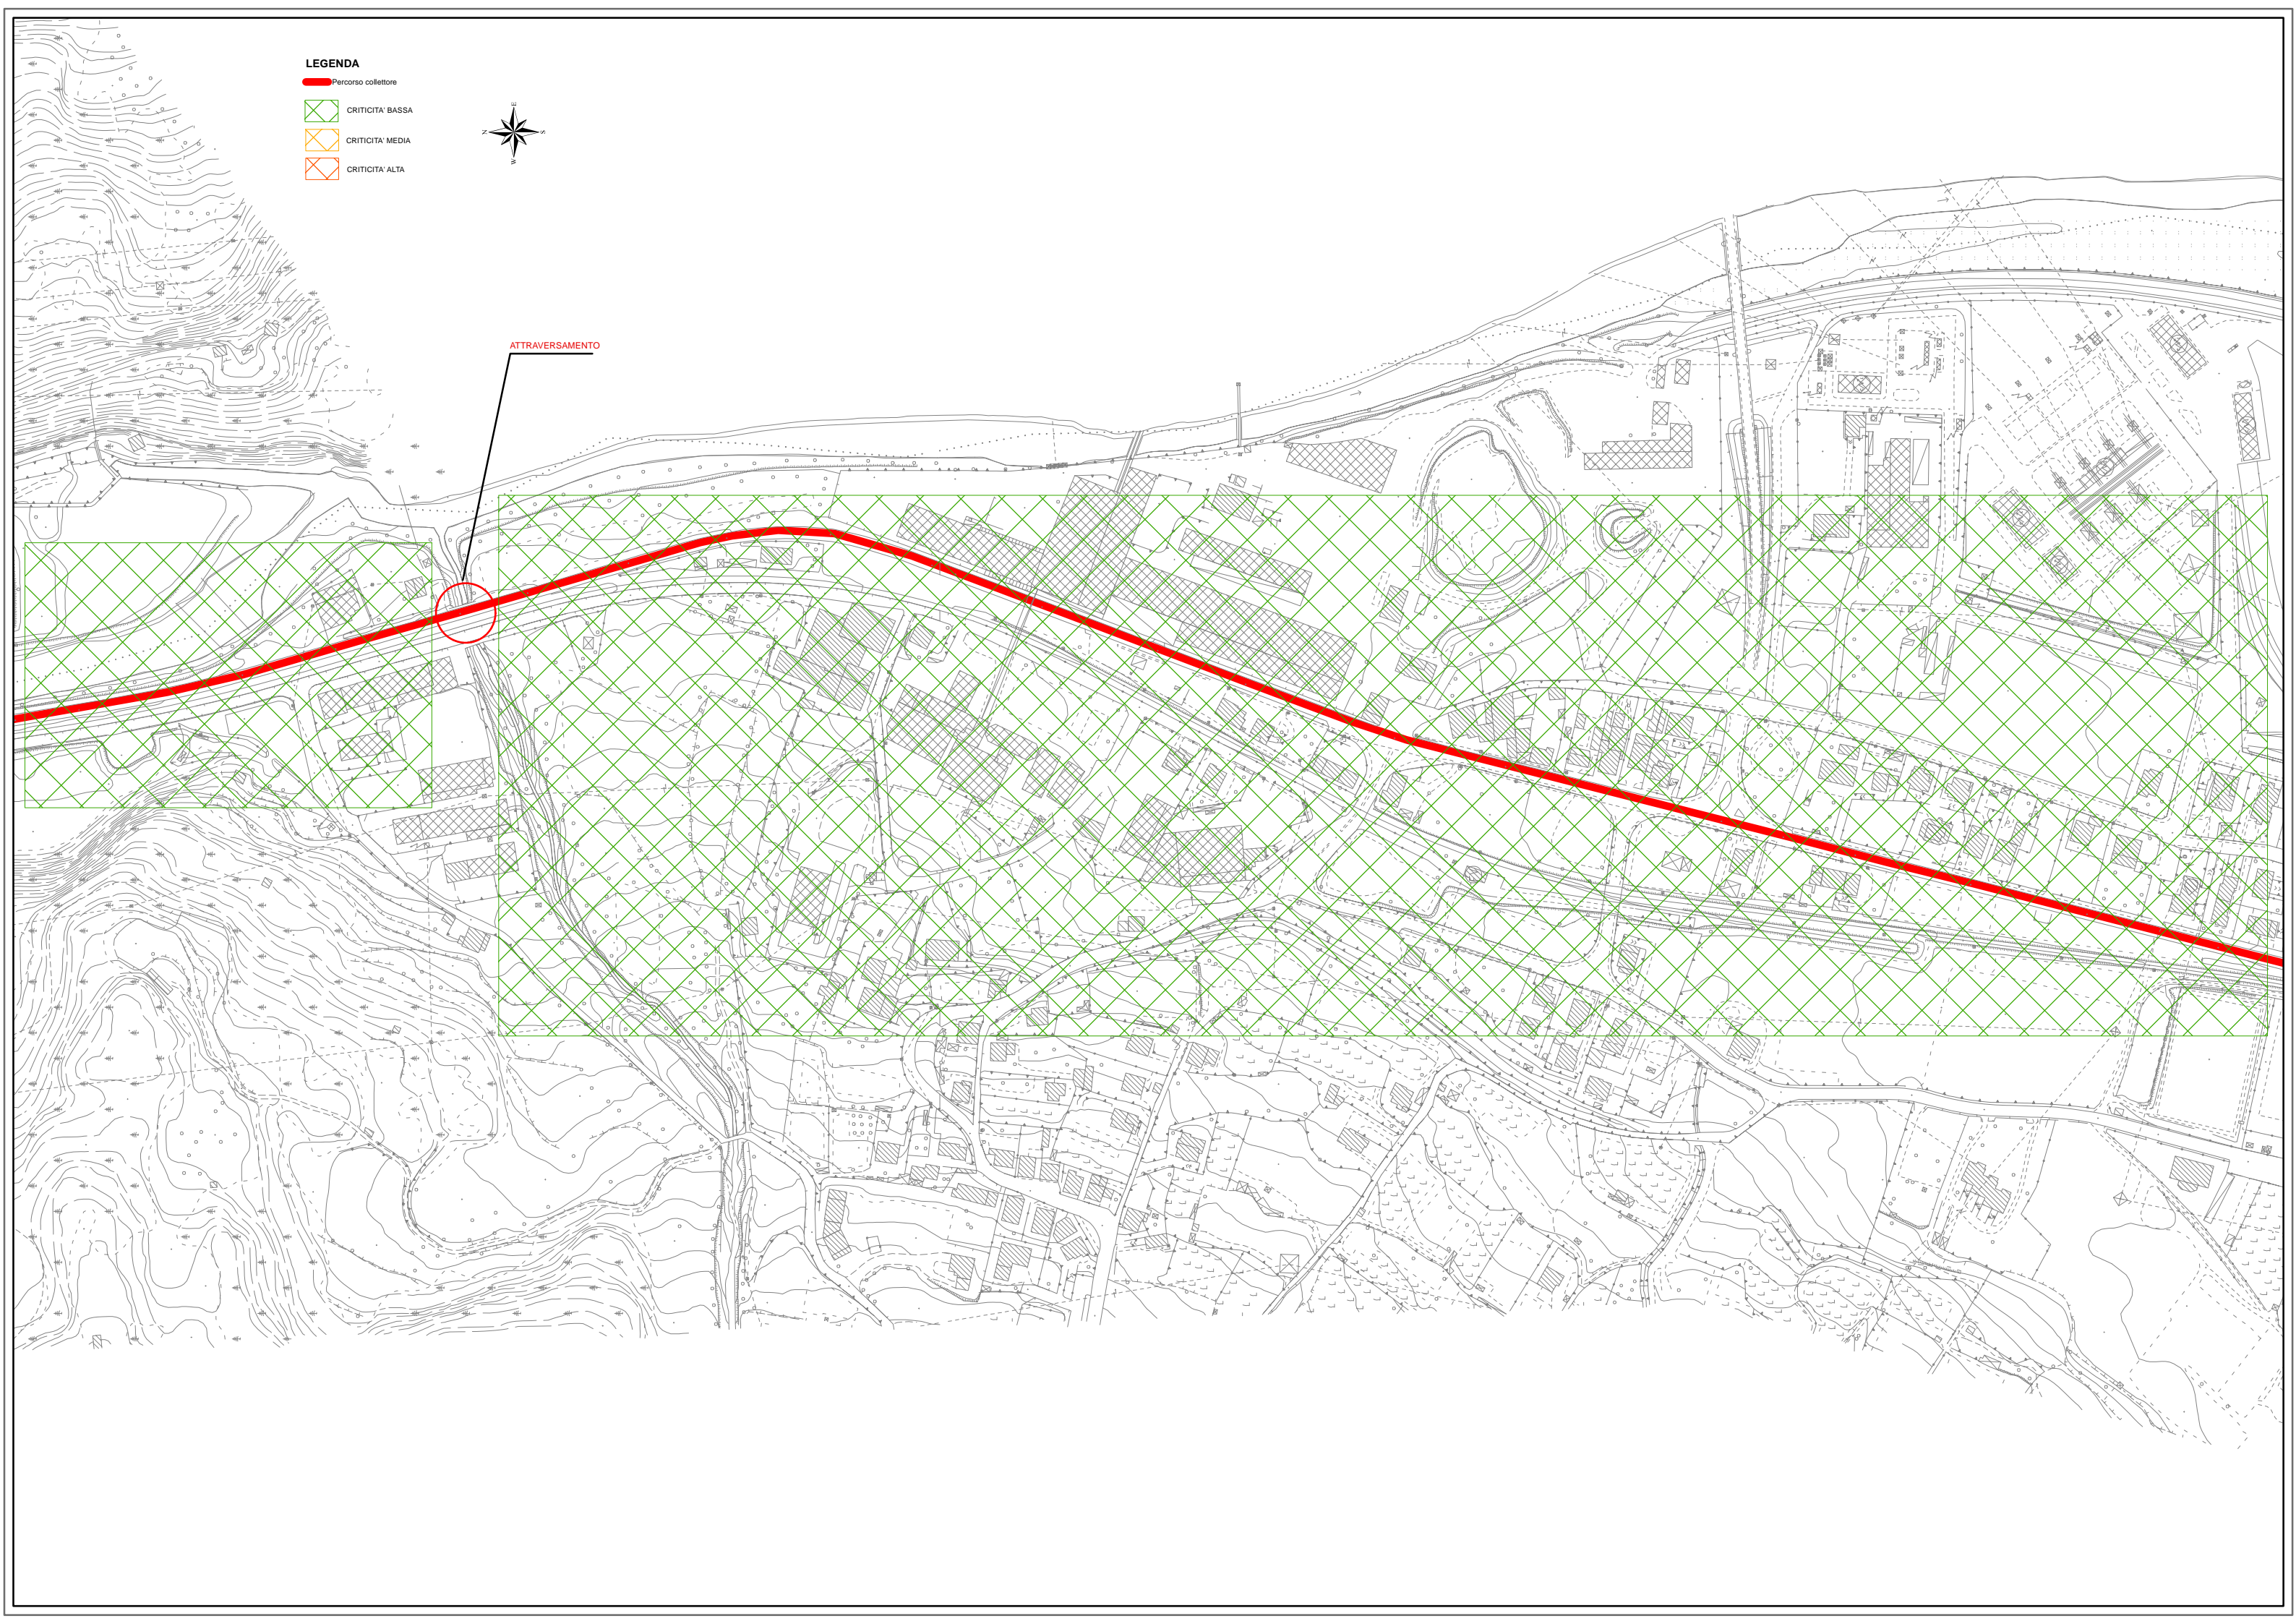 LEGENDA
Percorso collettore
CRITICITA' BASSA
CRITICITA' MEDIA
CRITICITA' ALTA
E
N
S
W
ATTRAVERSAMENTO